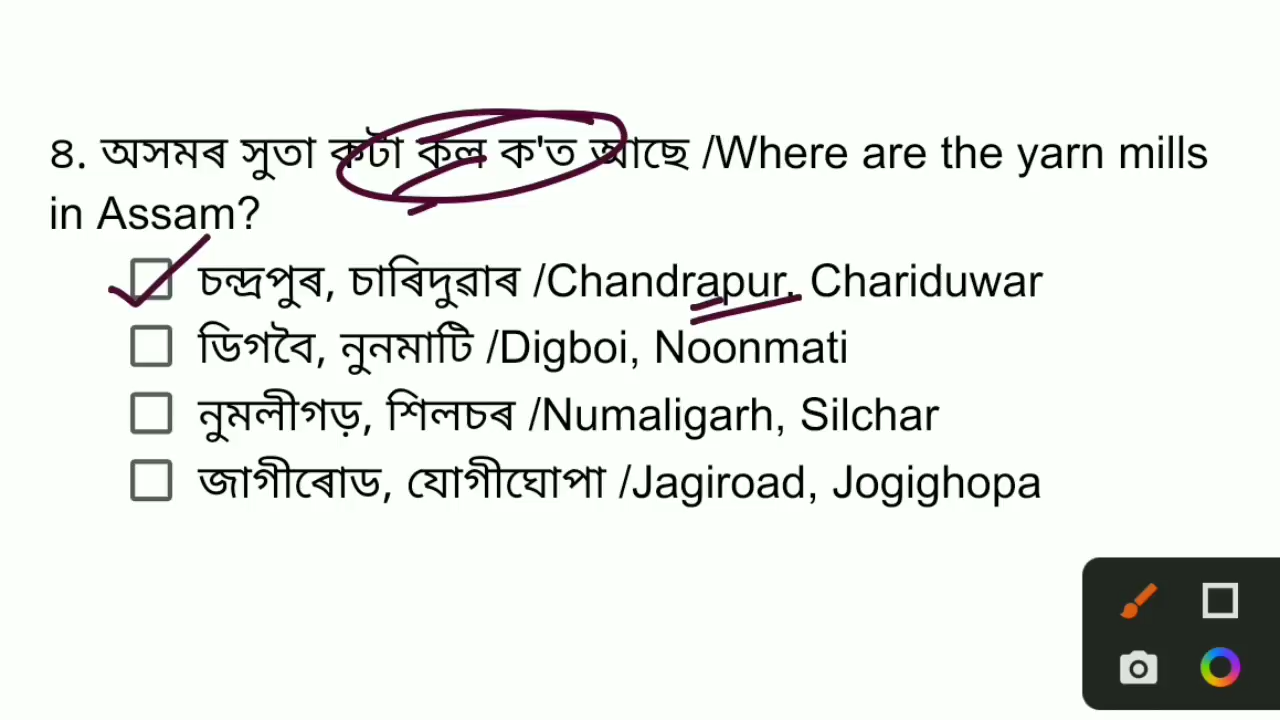 ৪. অসমৰ সুতা কটা কল ক'ত আছে /Where are the yarn mills
in Assam?
চন্দ্ৰপুৰ, চাৰিদুৱাৰ /Chandrapur, Chariduwar
ডিগবৈ, নুনমাটি /Digboi, Noonmati
নুমলীগড়, শিলচৰ /Numaligarh, Silchar
জাগীৰোড, যোগীঘোপা /Jagiroad, Jogighopa